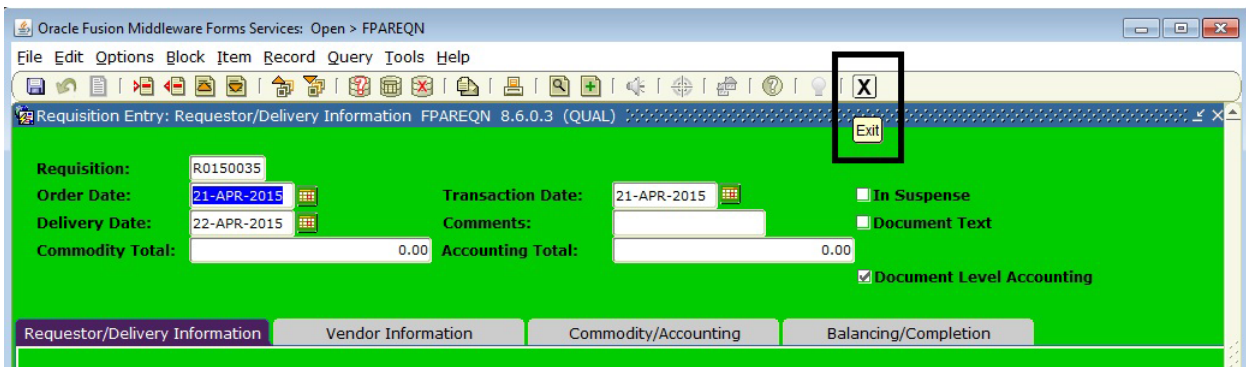 Oracle Fusion Middleware Forms Services: Open > FPAREQN
File Edit Options Block Item Record Query Tools Help
X
Requisition Entry: Requestor/Delivery Information FPAREQN 8.6.0.3 (QUAL)
Exit
Requisition: R0150035
Order Date: 21-APR-2015 Transaction Date: 21-APR-2015 In Suspense
Delivery Date: 22-APR-2015 Comments: Document Text
Commodity Total: 0.00 Accounting Total: 0.00
Document Level Accounting
Requestor/Delivery Information Vendor Information Commodity/Accounting Balancing/Completion